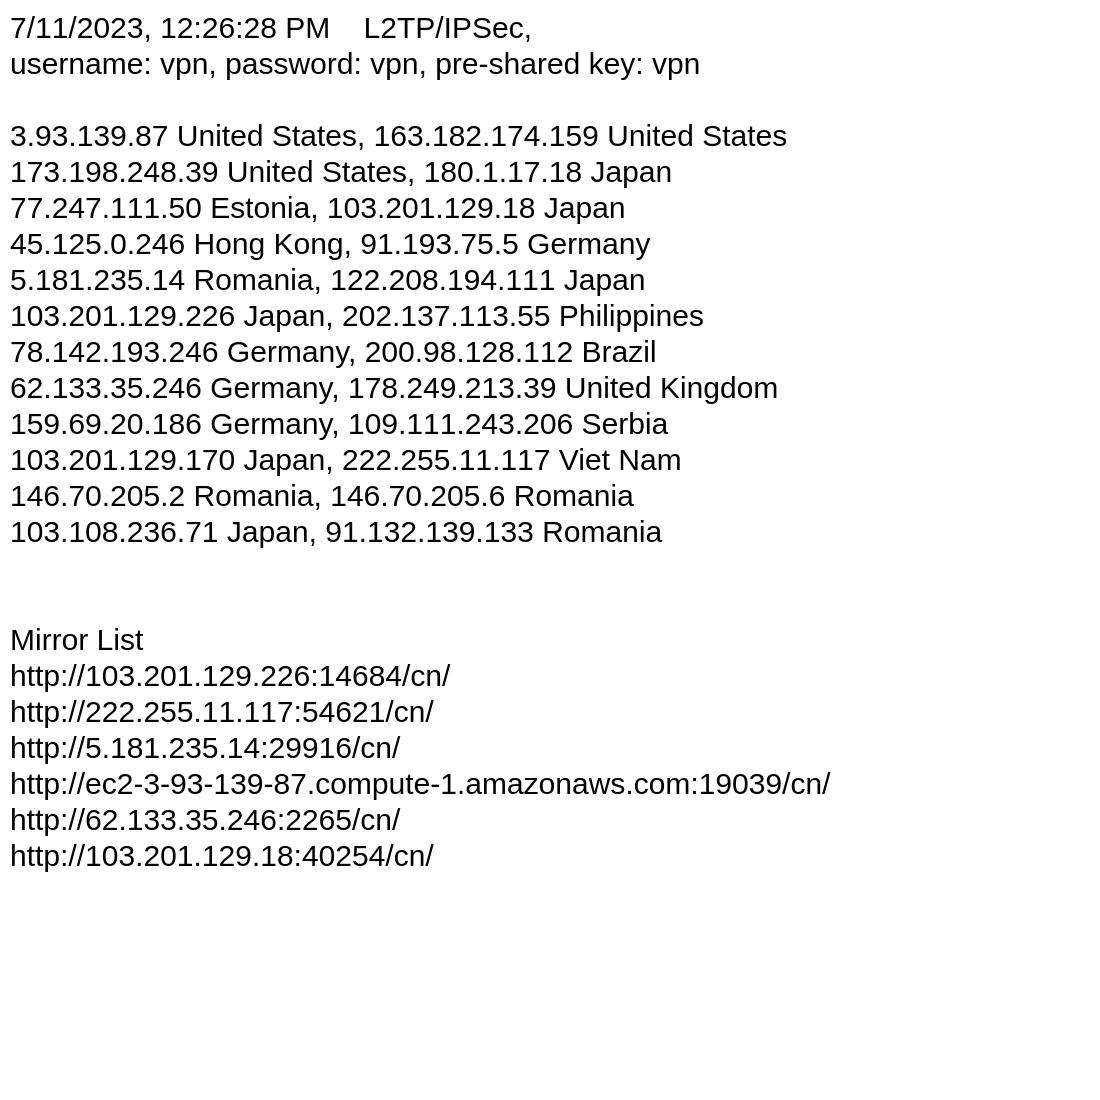 7/11/2023, 12:26:28 PM    L2TP/IPSec,
username: vpn, password: vpn, pre-shared key: vpn
3.93.139.87 United States, 163.182.174.159 United States
173.198.248.39 United States, 180.1.17.18 Japan
77.247.111.50 Estonia, 103.201.129.18 Japan
45.125.0.246 Hong Kong, 91.193.75.5 Germany
5.181.235.14 Romania, 122.208.194.111 Japan
103.201.129.226 Japan, 202.137.113.55 Philippines
78.142.193.246 Germany, 200.98.128.112 Brazil
62.133.35.246 Germany, 178.249.213.39 United Kingdom
159.69.20.186 Germany, 109.111.243.206 Serbia
103.201.129.170 Japan, 222.255.11.117 Viet Nam
146.70.205.2 Romania, 146.70.205.6 Romania
103.108.236.71 Japan, 91.132.139.133 Romania
Mirror List
http://103.201.129.226:14684/cn/
http://222.255.11.117:54621/cn/
http://5.181.235.14:29916/cn/
http://ec2-3-93-139-87.compute-1.amazonaws.com:19039/cn/
http://62.133.35.246:2265/cn/
http://103.201.129.18:40254/cn/